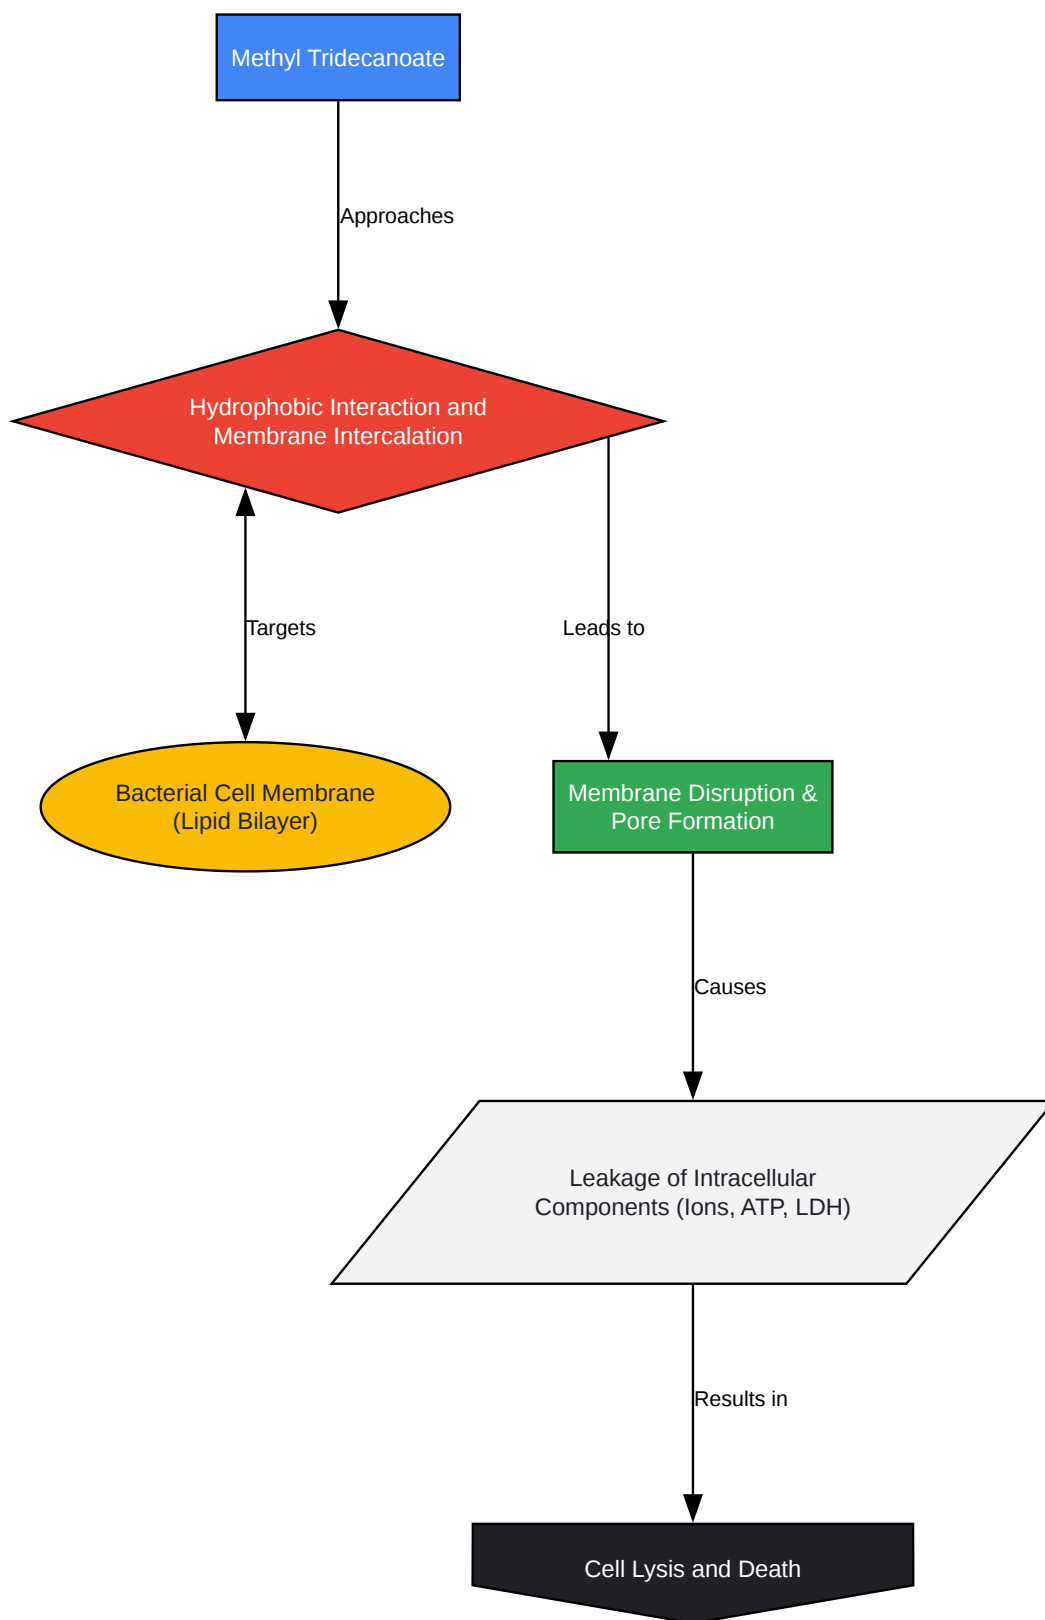 Methyl Tridecanoate
Approaches
Hydrophobic Interaction and
Membrane Intercalation
Targets
Leads to
Bacterial Cell Membrane
(Lipid Bilayer)
Membrane Disruption &
Pore Formation
Causes
Leakage of Intracellular
Components (Ions, ATP, LDH)
Results in
Cell Lysis and Death